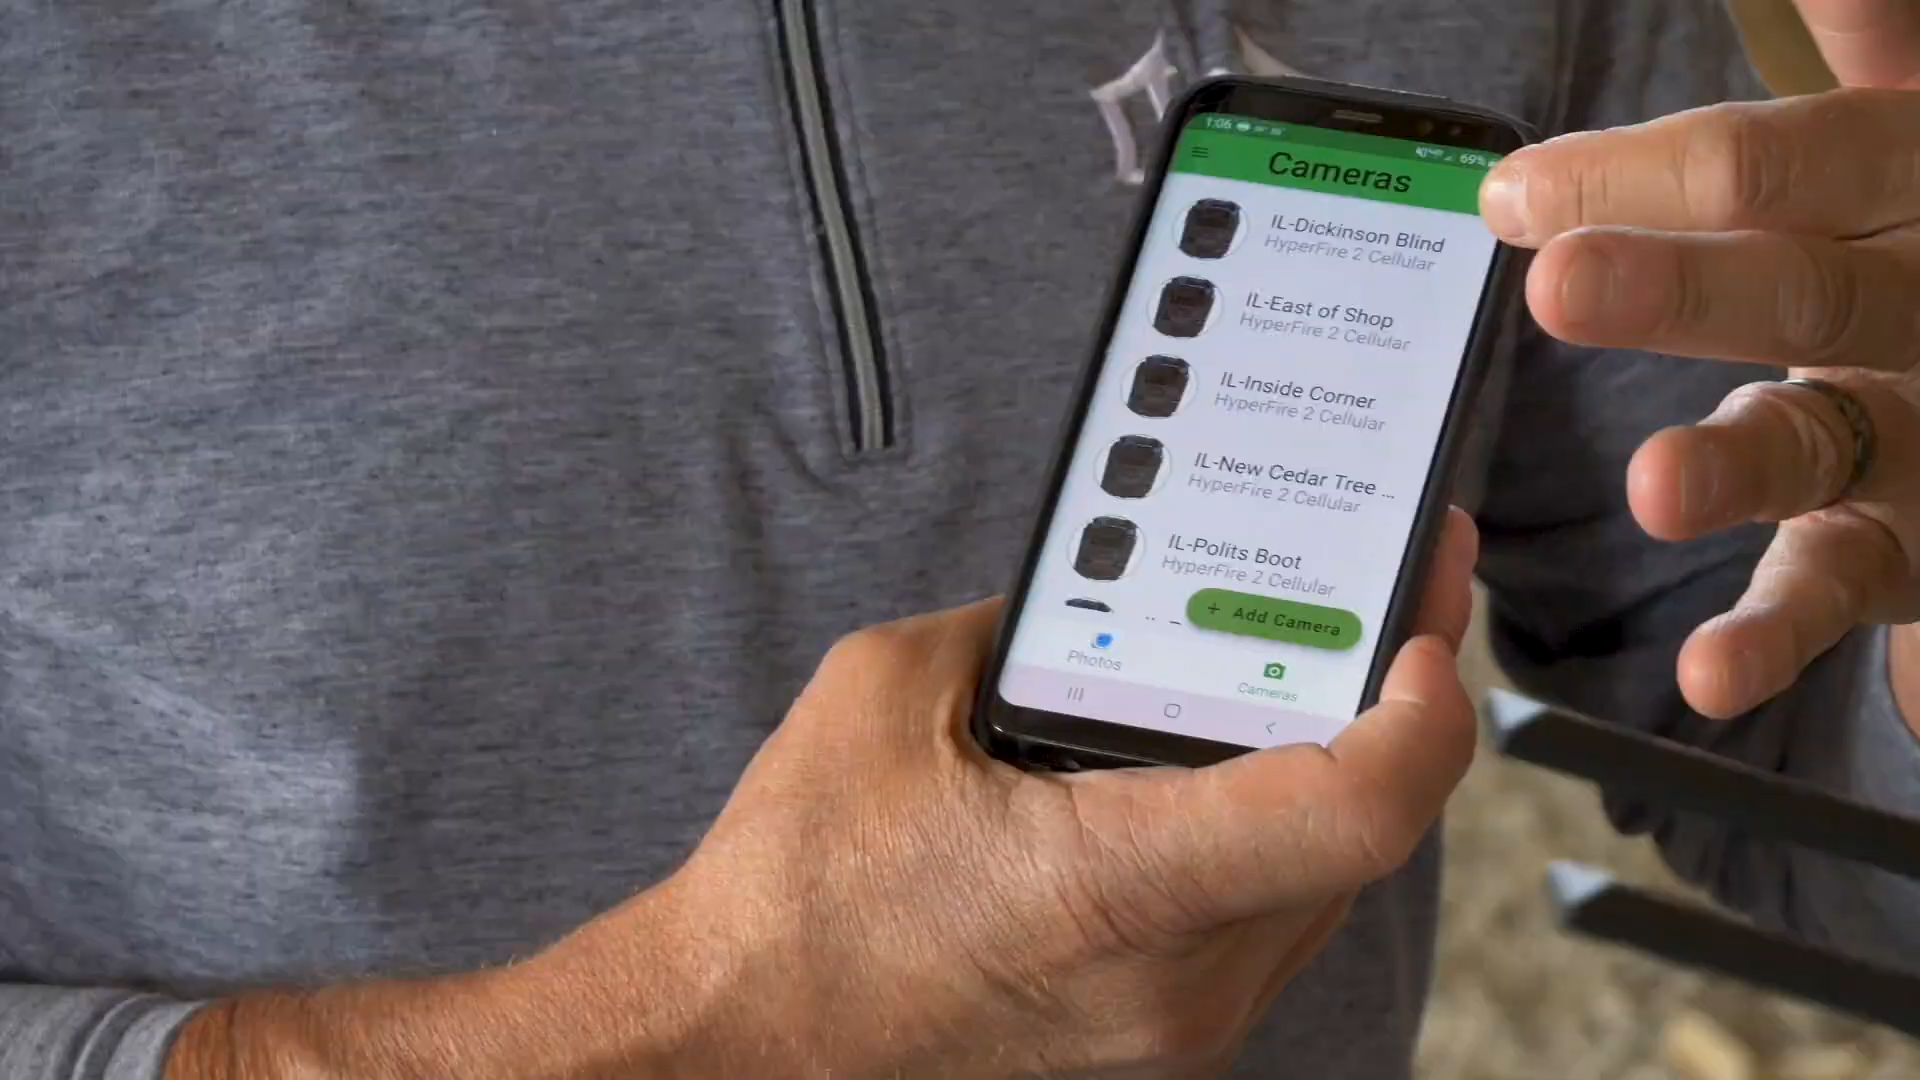 1:06
69%
Cameras
IL-Dickinson Blind
HyperFire 2 Cellular
IL-East of Shop
HyperFire 2 Cellular
IL-Inside Corner
HyperFire 2 Cellular
IL-New Cedar Tree ...
HyperFire 2 Cellular
IL-Polits Boot
HyperFire 2 Cellular
+ Add Camera
Photos
Cameras